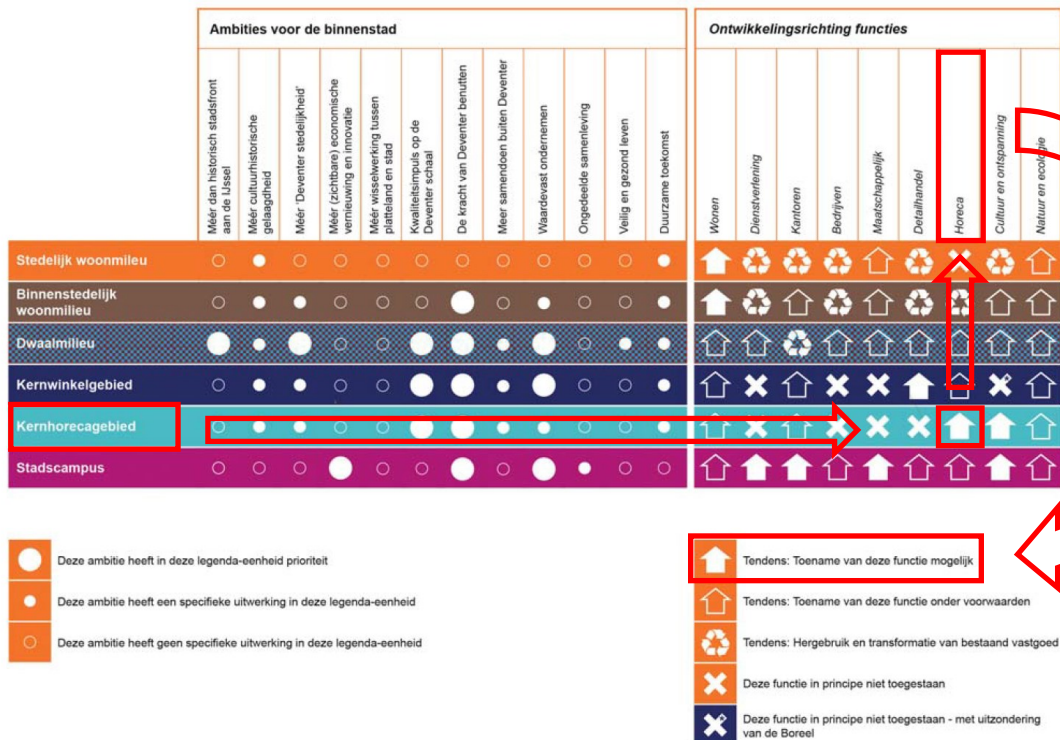 Ambities voor de binnenstad
Ontwikkelingsrichting functies
Méér dan historisch stadsfront
aan de IJssel
Méér cultuurhistorische
gelaagdheid
Méér 'Deventer stedelijkheid'
Méér (zichtbare) economische
vernieuwing en innovatie
Méér wisselwerking tussen
platteland en stad
Kwaliteitsimpuls op de
Deventer schaal
De kracht van Deventer benutten
Meer samendoen buiten Deventer
Waardevast ondernemen
Ongedeelde samenleving
Veilig en gezond leven
Duurzame toekomst
Wonen
Dienstverlening
Kantoren
Bedrijven
Maatschappelijk
Detailhandel
Horeca
Cultuur en ontspanning
Natuur en ecologie
Stedelijk woonmileu
Binnenstedelijk
woonmilieu
Dwaalmilieu
Kernwinkelgebied
Kernhorecagebied
Stadscampus
Deze ambitie heeft in deze legenda-eenheid prioriteit
Deze ambitie heeft een specifieke uitwerking in deze legenda-eenheid
Deze ambitie heeft geen specifieke uitwerking in deze legenda-eenheid
Tendens: Toename van deze functie mogelijk
Tendens: Toename van deze functie onder voorwaarden
Tendens: Hergebruik en transformatie van bestaand vastgoed
Deze functie in principe niet toegestaan
Deze functie in principe niet toegestaan - met uitzondering
van de Boreel